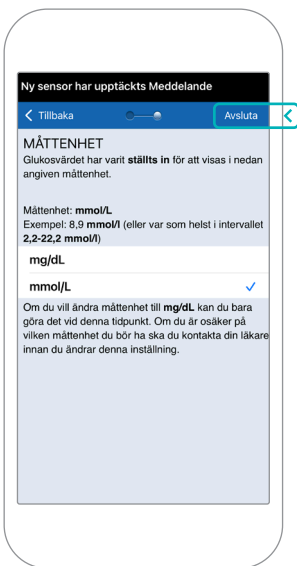 Ny sensor har upptäckts Meddelande
Tillbaka
Avsluta
MÅTTENHET
Glukosvärdet har varit ställts in för att visas i nedan
angiven måttenhet.
Måttenhet: mmol/L
Exempel: 8,9 mmol/l (eller var som helst i intervallet
2,2-22,2 mmol/l)
mg/dL
mmol/L
Om du vill ändra måttenhet till mg/dL kan du bara
göra det vid denna tidpunkt. Om du är osäker på
vilken måttenhet du bör ha ska du kontakta din läkare
innan du ändrar denna inställning.